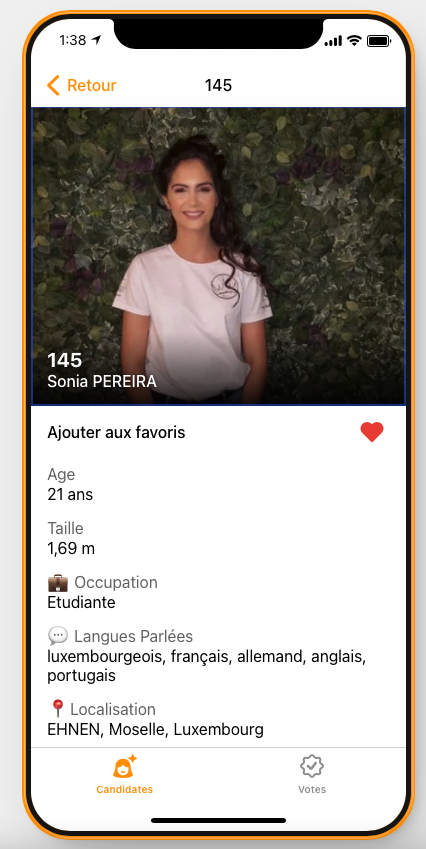 1:38
Retour
145
145
Sonia PEREIRA
Ajouter aux favoris
Age
21 ans
Taille
1,69 m
Occupation
Etudiante
Langues Parlées
luxembourgeois, français, allemand, anglais,
portugais
Localisation
EHNEN, Moselle, Luxembourg
Candidates
Votes